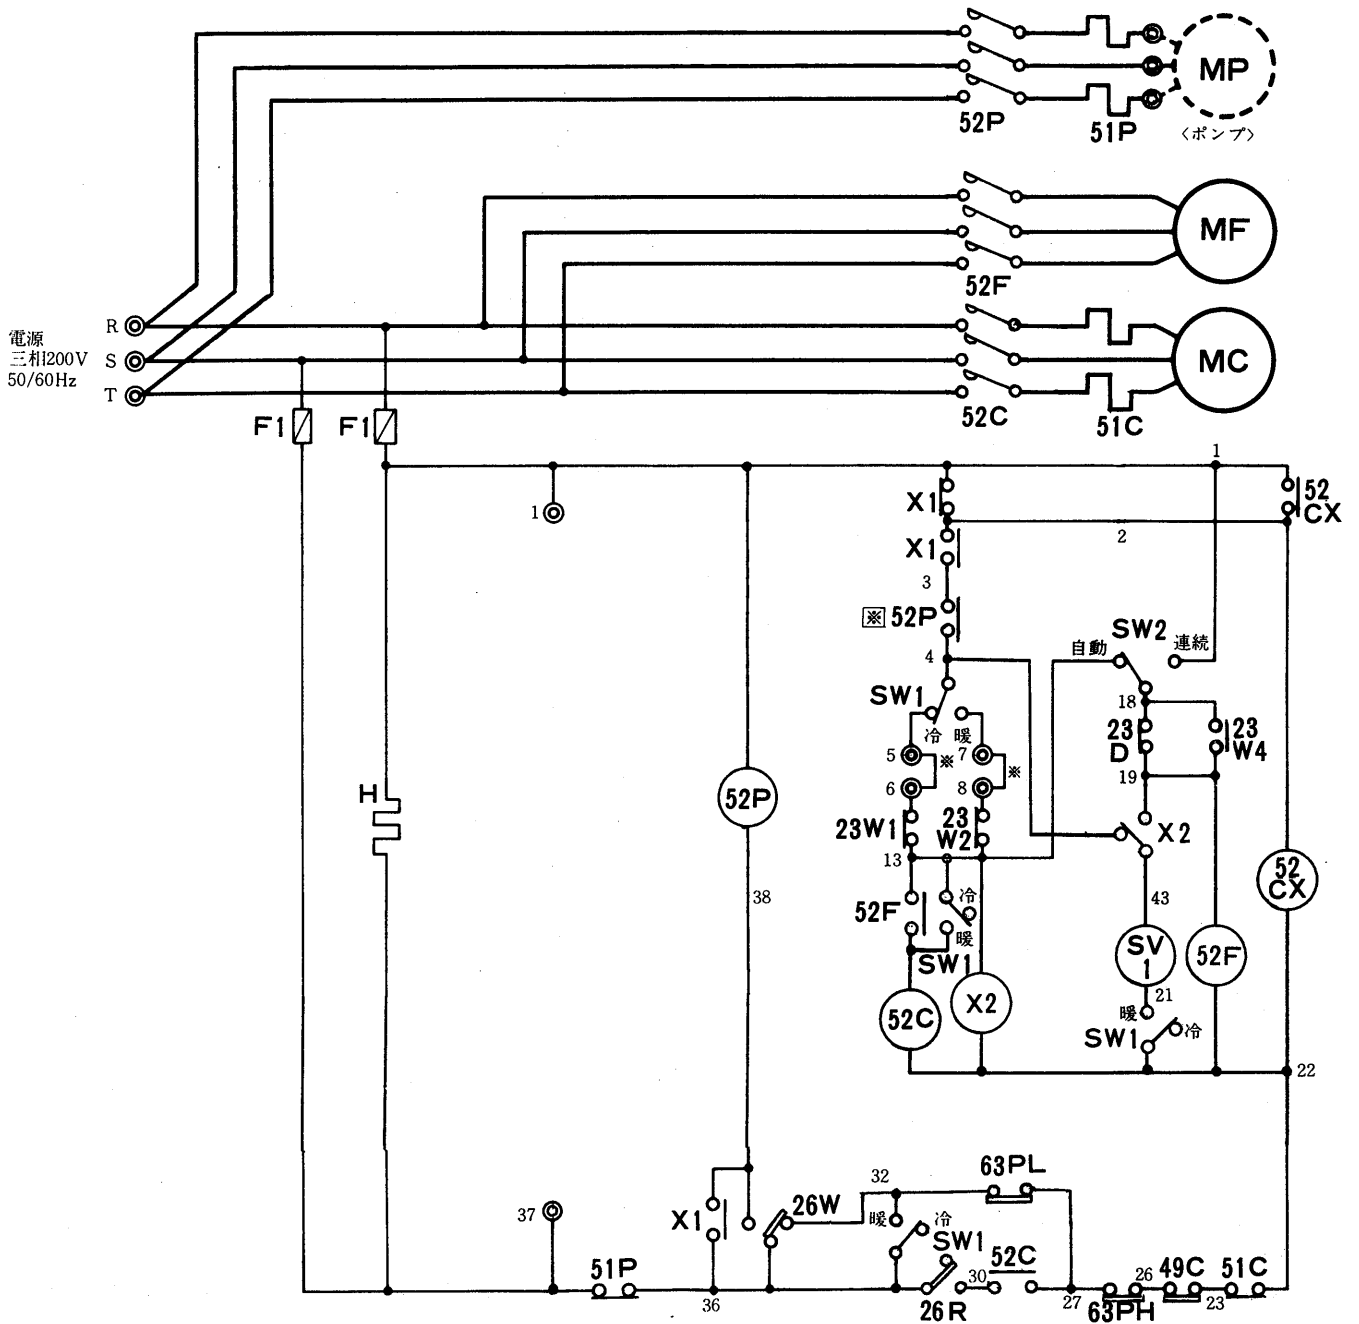 MP
52P
51P
〈ポンプ〉
MF
52F
電源
三相200V
50/60Hz
R
S
T
MC
52C
51C
F1
F1
1
1
X1
52
CX
2
X1
3
※ 52P
4
SW1
冷 暖
自動
SW2
連続
18
23
D
23
W4
5
※
7
※
6
8
19
H
52P
23W1
23
W2
X2
13
52
CX
38
52F
冷
暖
SW1
43
SV
1
52F
21
52C
X2
暖
SW1
冷
22
63PL
32
37
X1
26W
暖
冷
SW1
52C
51P
30
26
49C
51C
36
26R
27
63PH
23